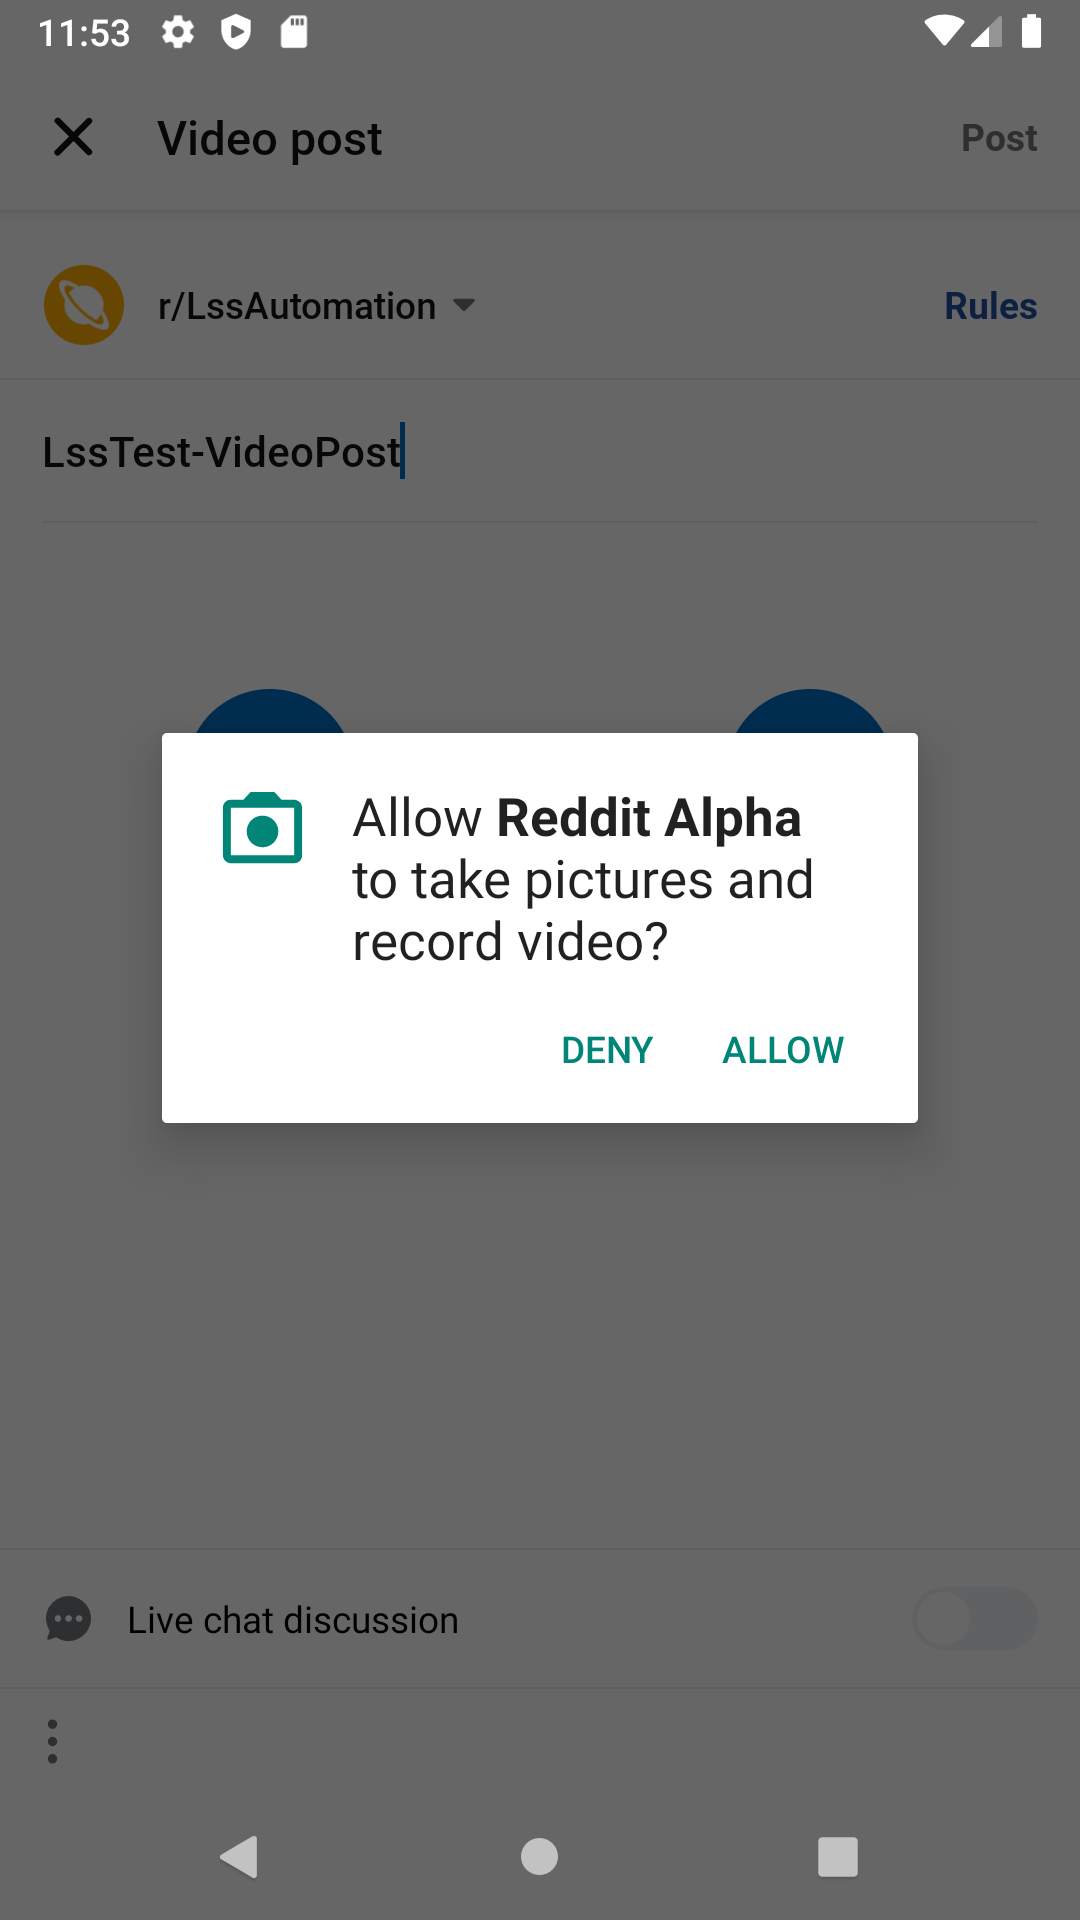 11:53
Video post
Post
r/LssAutomation
Rules
LssTest-VideoPost
Allow Reddit Alpha
to take pictures and
record video?
DENY
ALLOW
Live chat discussion